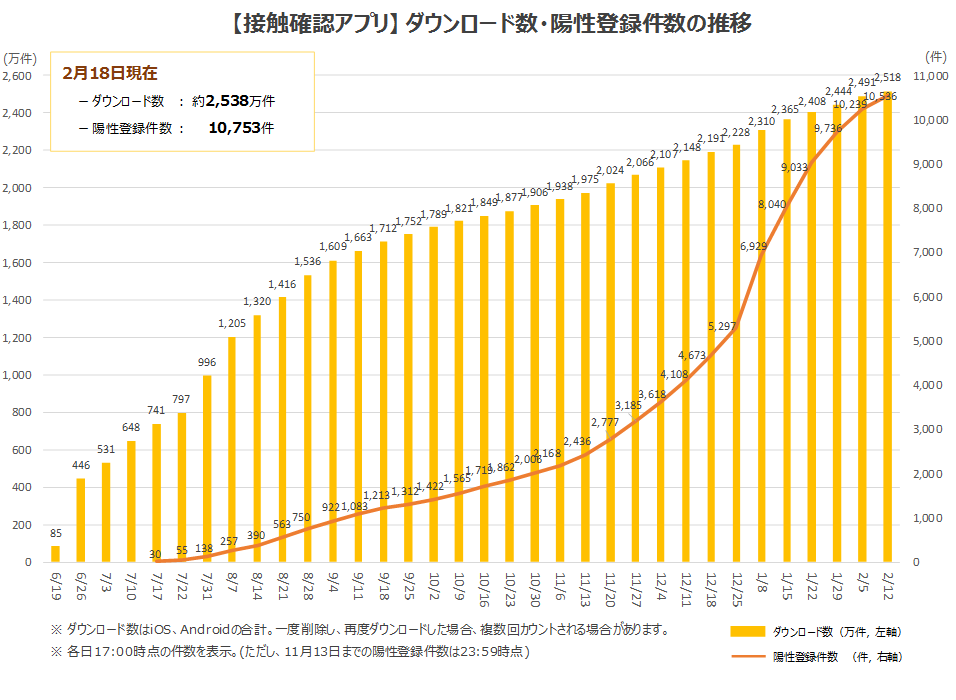 【接触確認アプリ】ダウンロード数・陽性登録件数の推移
(万件)
(件)
2月18日現在
－ダウンロード数 ： 約2,538万件
－陽性登録件数 ： 10,753件
2,600
2,400
2,200
2,000
1,800
1,600
1,400
1,200
1,000
800
600
400
200
0
11,000
10,000
9,000
8,000
7,000
6,000
5,000
4,000
3,000
2,000
1,000
0
85 446 531 648 741 797 996 1,205 1,320 1,416 1,536 1,609 1,663 1,712 1,752 1,789 1,821 1,849 1,877 1,906 1,938 1,975 2,024 2,066 2,107 2,148 2,191 2,228 2,310 2,365 2,408 2,444 2,491 2,518
30 55 138 257 390 563 750 922 1,083 1,213 1,312 1,422 1,565 1,719 1,862 2,008 2,168 2,436 2,777 3,185 3,618 4,108 4,673 5,297 6,929 8,040 9,033 9,736 10,239 10,536
6/19 6/26 7/3 7/10 7/17 7/22 7/31 8/7 8/14 8/21 8/28 9/4 9/11 9/18 9/25 10/2 10/9 10/16 10/23 10/30 11/6 11/13 11/20 11/27 12/4 12/11 12/18 12/25 1/8 1/15 1/22 1/29 2/5 2/12
※ ダウンロード数はiOS、Androidの合計。一度削除し、再度ダウンロードした場合、複数回カウントされる場合があります。
※ 各日17:00時点の件数を表示。(ただし、11月13日までの陽性登録件数は23:59時点)
ダウンロード数（万件, 左軸）
陽性登録件数 （件, 右軸）